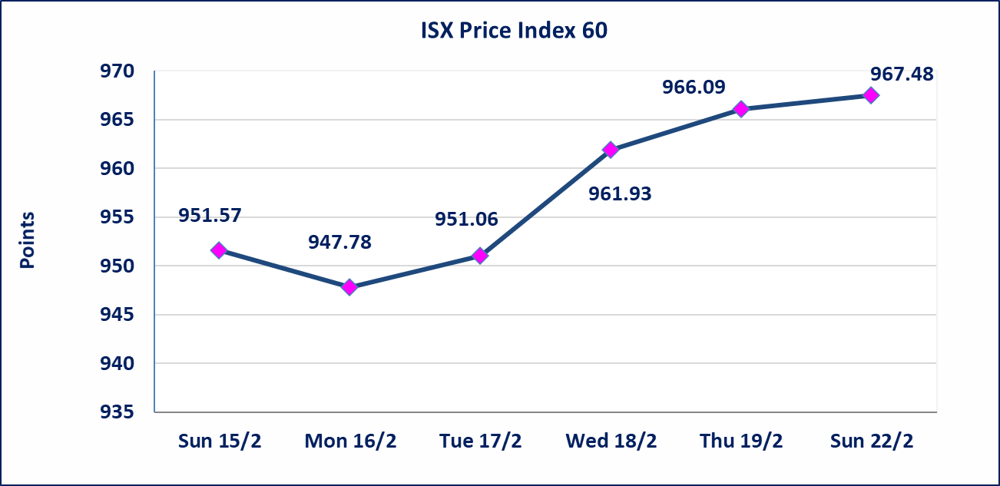 ISX Price Index 60
Points
970
965
960
955
950
945
940
935
951.57
947.78
951.06
961.93
966.09
967.48
Sun 15/2
Mon 16/2
Tue 17/2
Wed 18/2
Thu 19/2
Sun 22/2